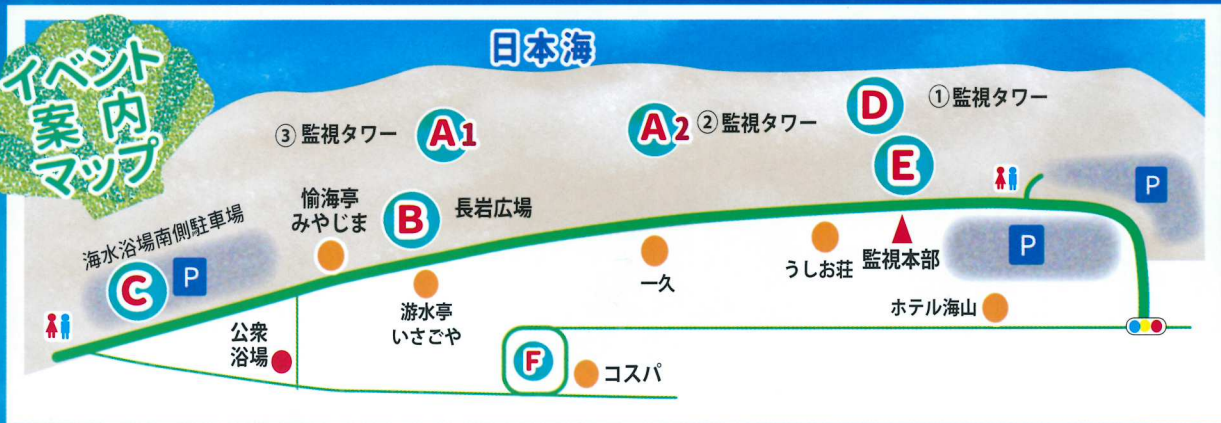 イベント
案内
マップ
日本海
③監視タワー
A1
A2
②監視タワー
D
①監視タワー
E
愉海亭
みやじま
B
長岩広場
海水浴場南側駐車場
C
P
P
P
一久
うしお荘
監視本部
ホテル海山
游水亭
いさごや
公衆
浴場
F
コスパ